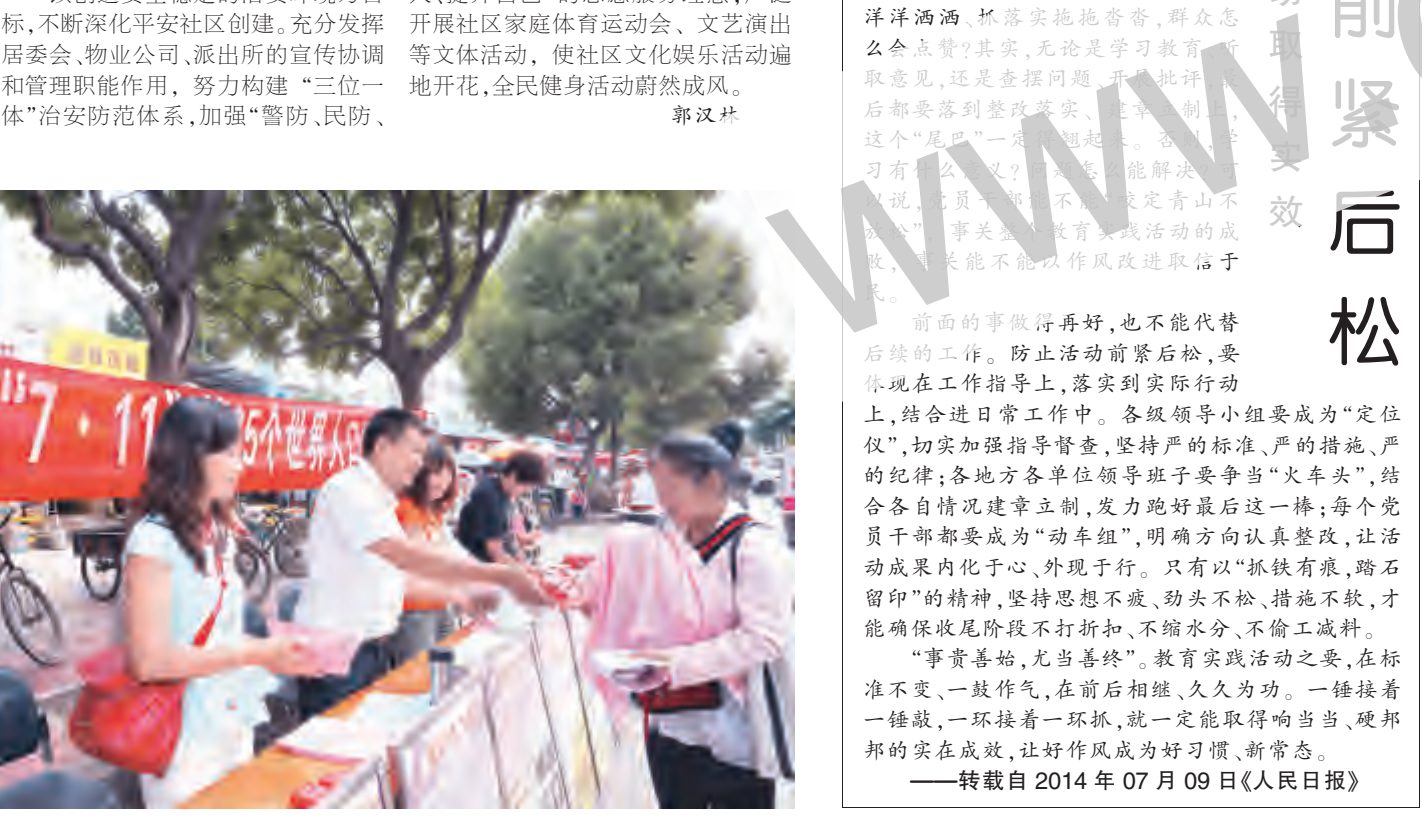 标,不断深化平安社区创建。充分发挥
居委会、物业公司、派出所的宣传协调
和管理职能作用,努力构建“三位一
体”治安防范体系,加强“警防、民防、
开展社区家庭体育运动会、文艺演出
等文体活动,使社区文化娱乐活动遍
地开花,全民健身活动蔚然成风。
郭汉林
“7·11” 25个世界人口
取得实效
前紧后松
洋洋洒洒、抓落实拖拖沓沓,群众怎
么会点赞?其实,无论是学习教育、听
取意见,还是查摆问题、开展批评,最
后都要落到整改落实、建章立制上,
这个“尾巴”一定得翘起来。否则,学
习有什么意义?问题怎么能解决?可
以说,党员干部能不能“咬定青山不
放松”,事关整个教育实践活动的成
败,事关能不能以作风改进取信于
民。
前面的事做得再好,也不能代替
后续的工作。防止活动前紧后松,要
体现在工作指导上,落实到实际行动
上,结合进日常工作中。各级领导小组要成为“定位
仪”,切实加强指导督查,坚持严的标准、严的措施、严
的纪律;各地方各单位领导班子要争当“火车头”,结
合各自情况建章立制,发力跑好最后这一棒;每个党
员干部都要成为“动车组”,明确方向认真整改,让活
动成果内化于心、外现于行。只有以“抓铁有痕,踏石
留印”的精神,坚持思想不疲、劲头不松、措施不软,才
能确保收尾阶段不打折扣、不缩水分、不偷工减料。
“事贵善始,尤当善终”。教育实践活动之要,在标
准不变、一鼓作气,在前后相继、久久为功。一锤接着
一锤敲,一环接着一环抓,就一定能取得响当当、硬邦
邦的实在成效,让好作风成为好习惯、新常态。
——转载自 2014 年 07 月 09 日《人民日报》
www